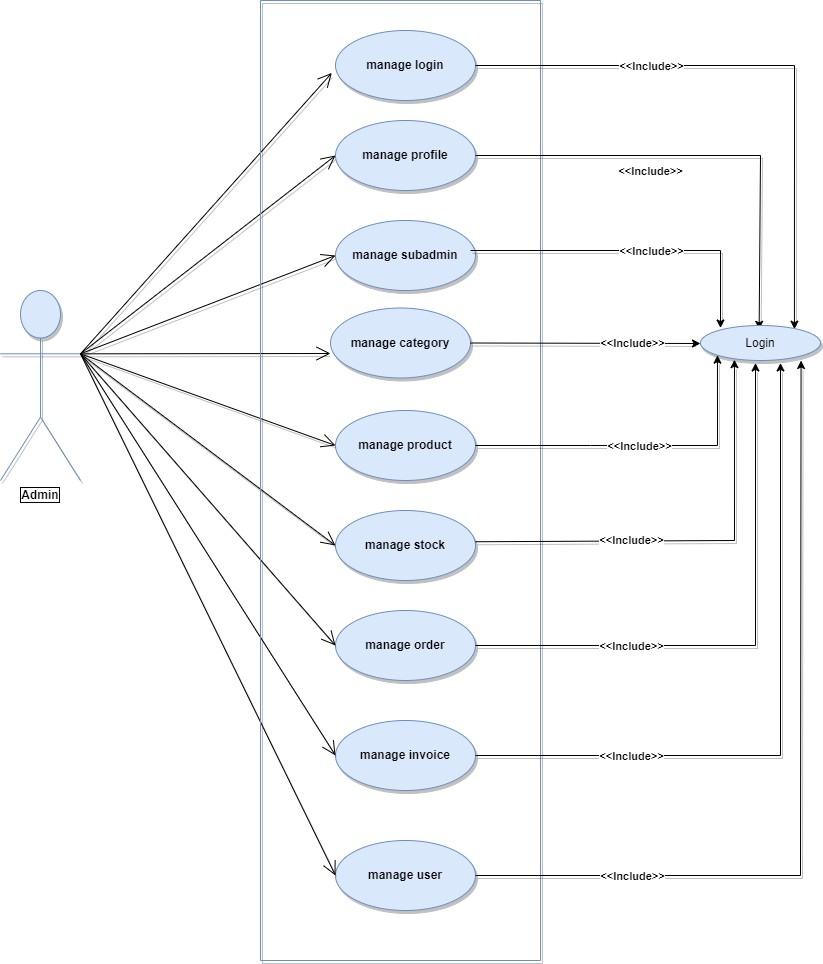 manage login
<<Include>>
manage profile
<<Include>>
manage subadmin
<<Include>>
manage category
<<Include>>
Login
manage product
<<Include>>
Admin
manage stock
<<Include>>
manage order
<<Include>>
manage invoice
<<Include>>
manage user
<<Include>>